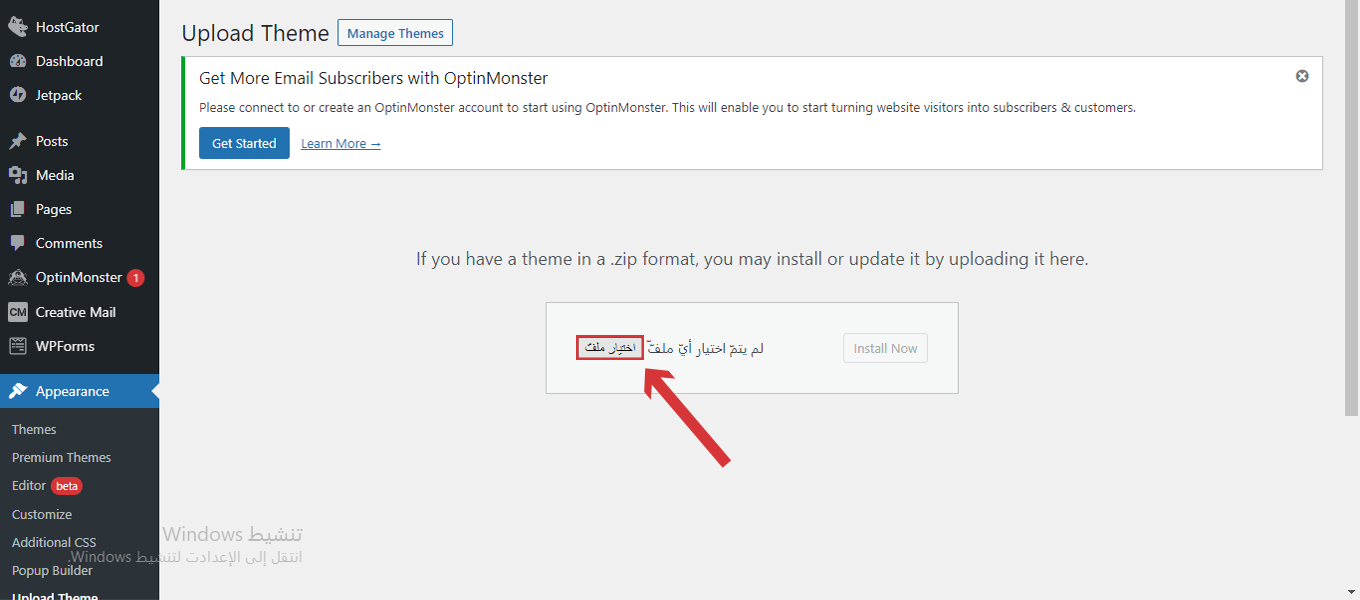 HostGator
Dashboard
Jetpack
Posts
Media
Pages
Comments
OptinMonster 1
CM Creative Mail
WPForms
Appearance
Themes
Premium Themes
Editor beta
Customize
Additional CSS
Popup Builder
Upload Theme
Upload Theme Manage Themes
Get More Email Subscribers with OptinMonster
Please connect to or create an OptinMonster account to start using OptinMonster. This will enable you to start turning website visitors into subscribers & customers.
Get Started Learn More →
If you have a theme in a .zip format, you may install or update it by uploading it here.
اختيار ملفّ لم يتمّ اختيار أيّ ملفّ Install Now
تنشيط Windows
انتقل إلى الإعدادت لتنشيط Windows.